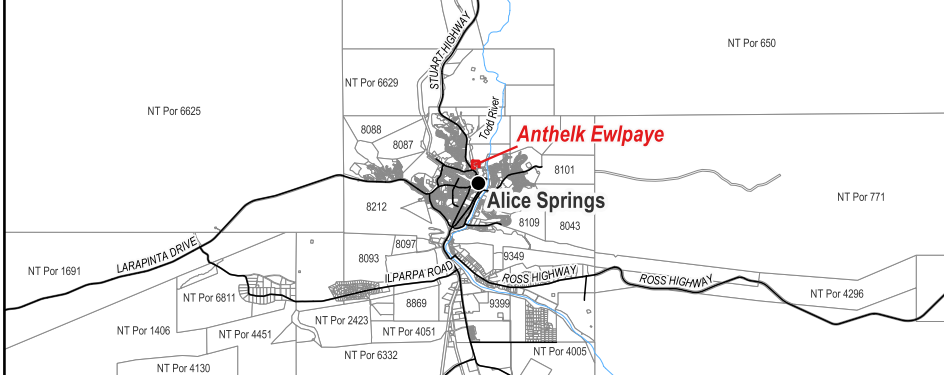 NT Por 650
STUART HIGHWAY
NT Por 6629
NT Por 6625
Todd River
8088
Anthelk Ewlpaye
8087
8101
NT Por 771
Alice Springs
8212
8109
8043
LARAPINTA DRIVE
8097
8093
9349
ILPARPA ROAD
NT Por 1691
ROSS HIGHWAY
ROSS HIGHWAY
NT Por 6811
NT Por 4296
8869
9399
NT Por 2423
NT Por 1406
NT Por 4451
NT Por 4051
NT Por 6332
NT Por 4005
NT Por 4130